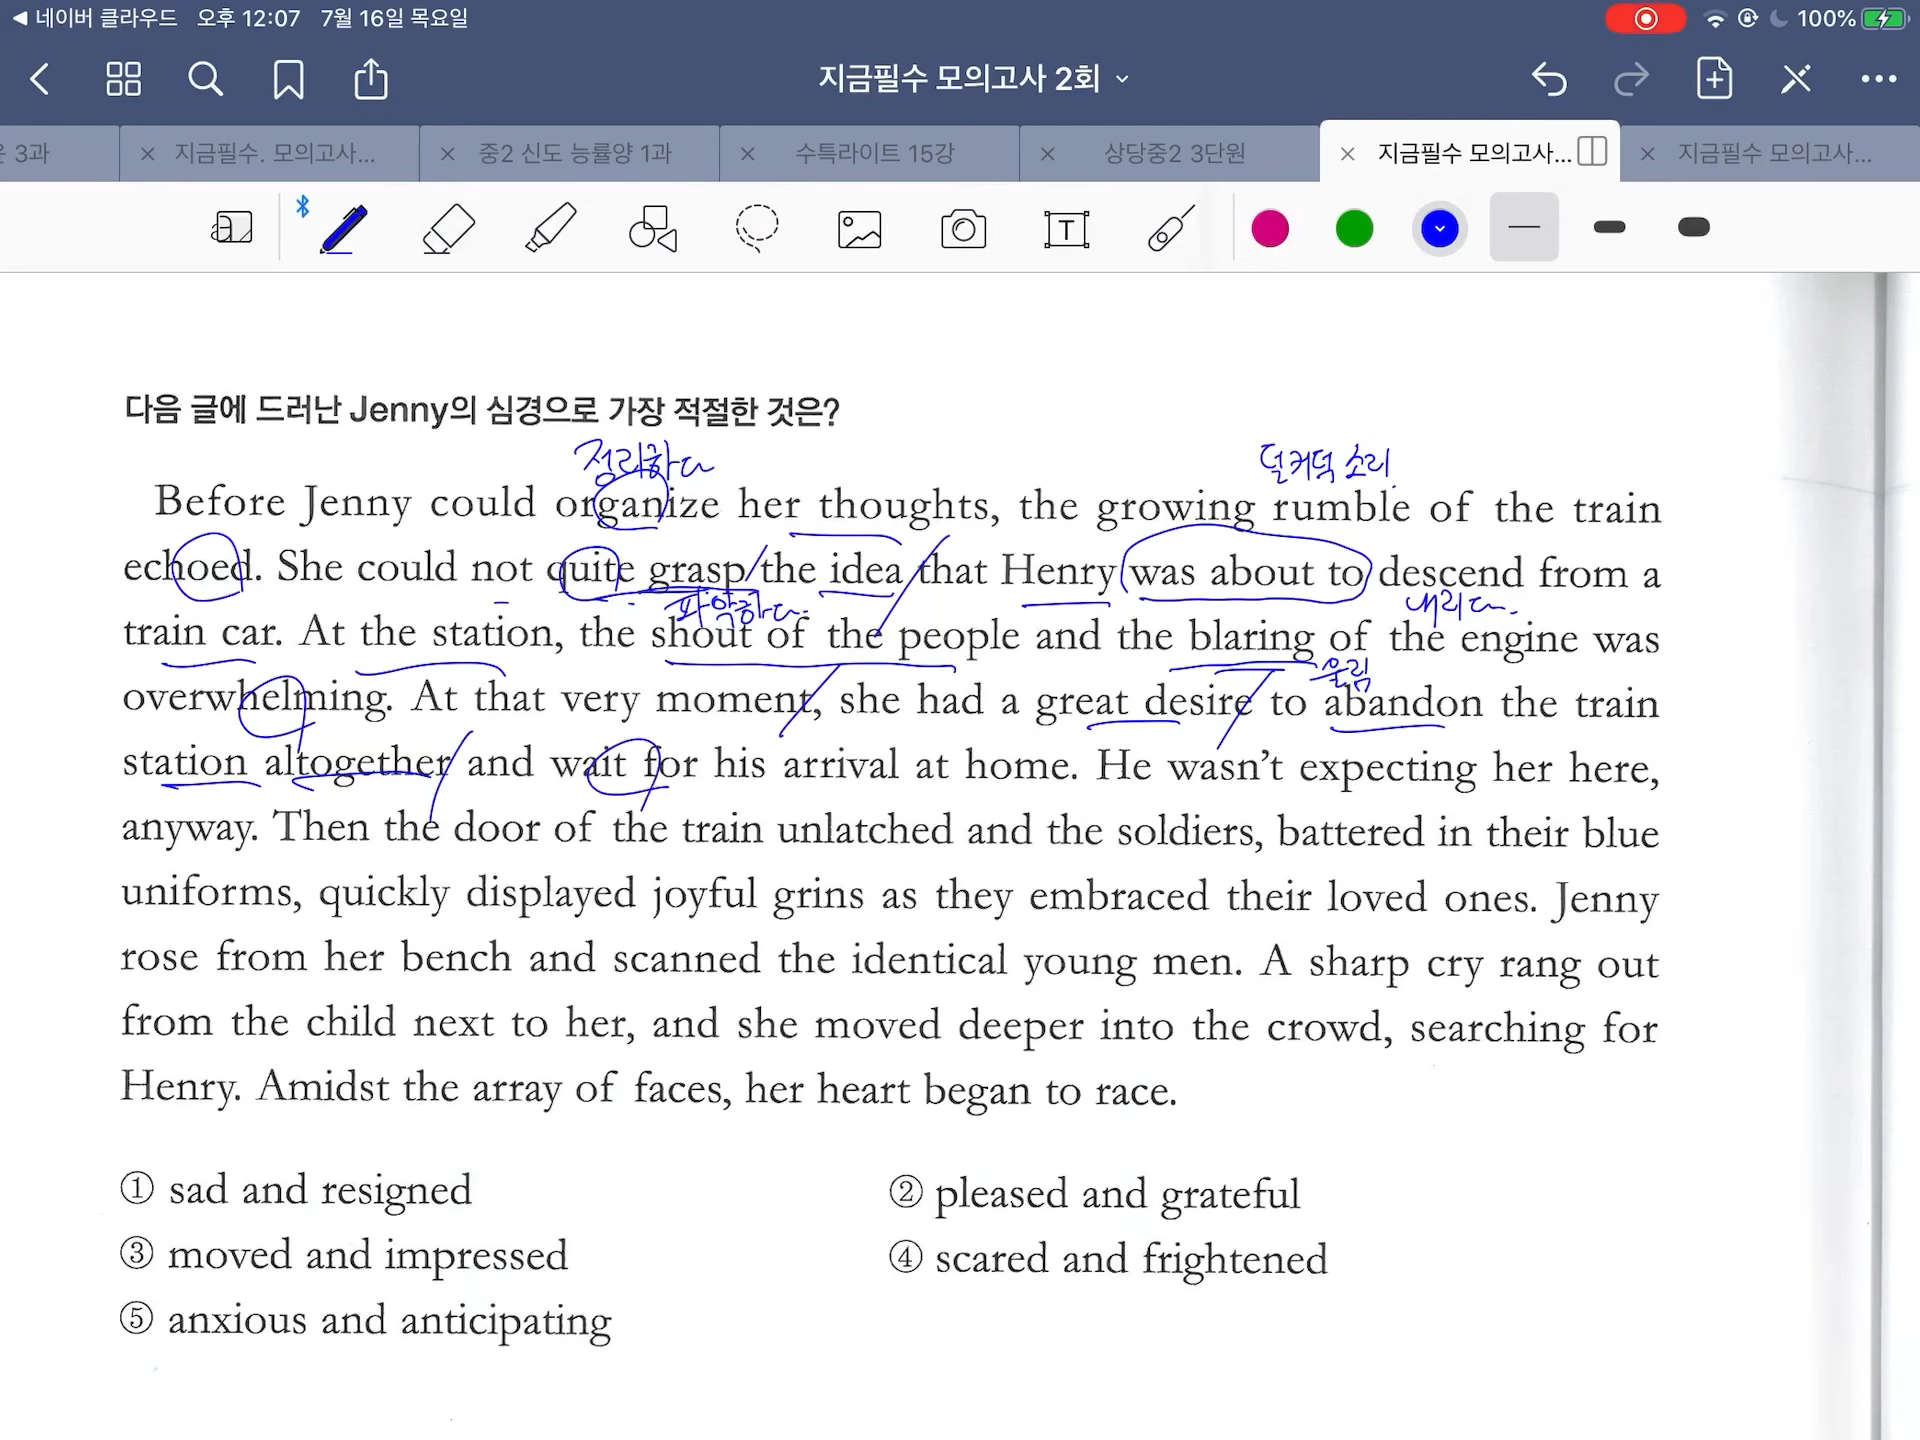 네이버 클라우드 오후 12:07 7월 16일 목요일 100%
지금필수 모의고사 2회
3과 지금필수. 모의고사... 중2 신도 능률양 1과 수특라이트 15강 상당중2 3단원 지금필수 모의고사... 지금필수 모의고사...
T
다음 글에 드러난 Jenny의 심경으로 가장 적절한 것은?
정리하다 덜커덕 소리
Before Jenny could organize her thoughts, the growing rumble of the train
echoed. She could not quite grasp the idea that Henry was about to descend from a
파악하다. 내리다.
train car. At the station, the shout of the people and the blaring of the engine was
울림
overwhelming. At that very moment, she had a great desire to abandon the train
station altogether and wait for his arrival at home. He wasn't expecting her here,
anyway. Then the door of the train unlatched and the soldiers, battered in their blue
uniforms, quickly displayed joyful grins as they embraced their loved ones. Jenny
rose from her bench and scanned the identical young men. A sharp cry rang out
from the child next to her, and she moved deeper into the crowd, searching for
Henry. Amidst the array of faces, her heart began to race.
① sad and resigned ② pleased and grateful
③ moved and impressed ④ scared and frightened
⑤ anxious and anticipating